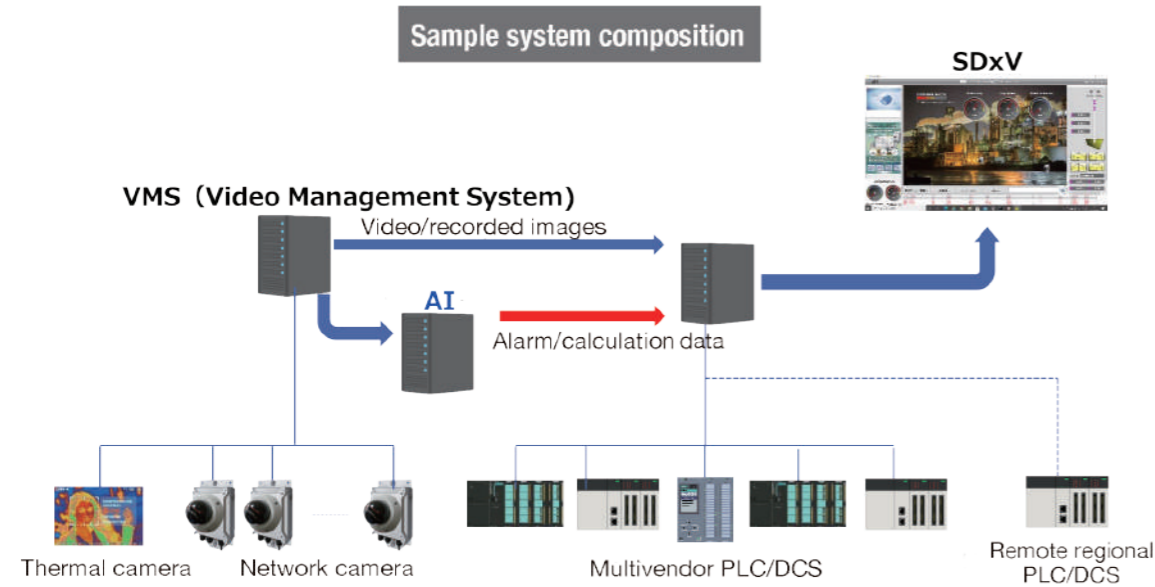 Sample system composition
SDxV
VMS（Video Management System)
Video/recorded images
AI
Alarm/calculation data
Thermal camera
Network camera
Multivendor PLC/DCS
Remote regional
PLC/DCS